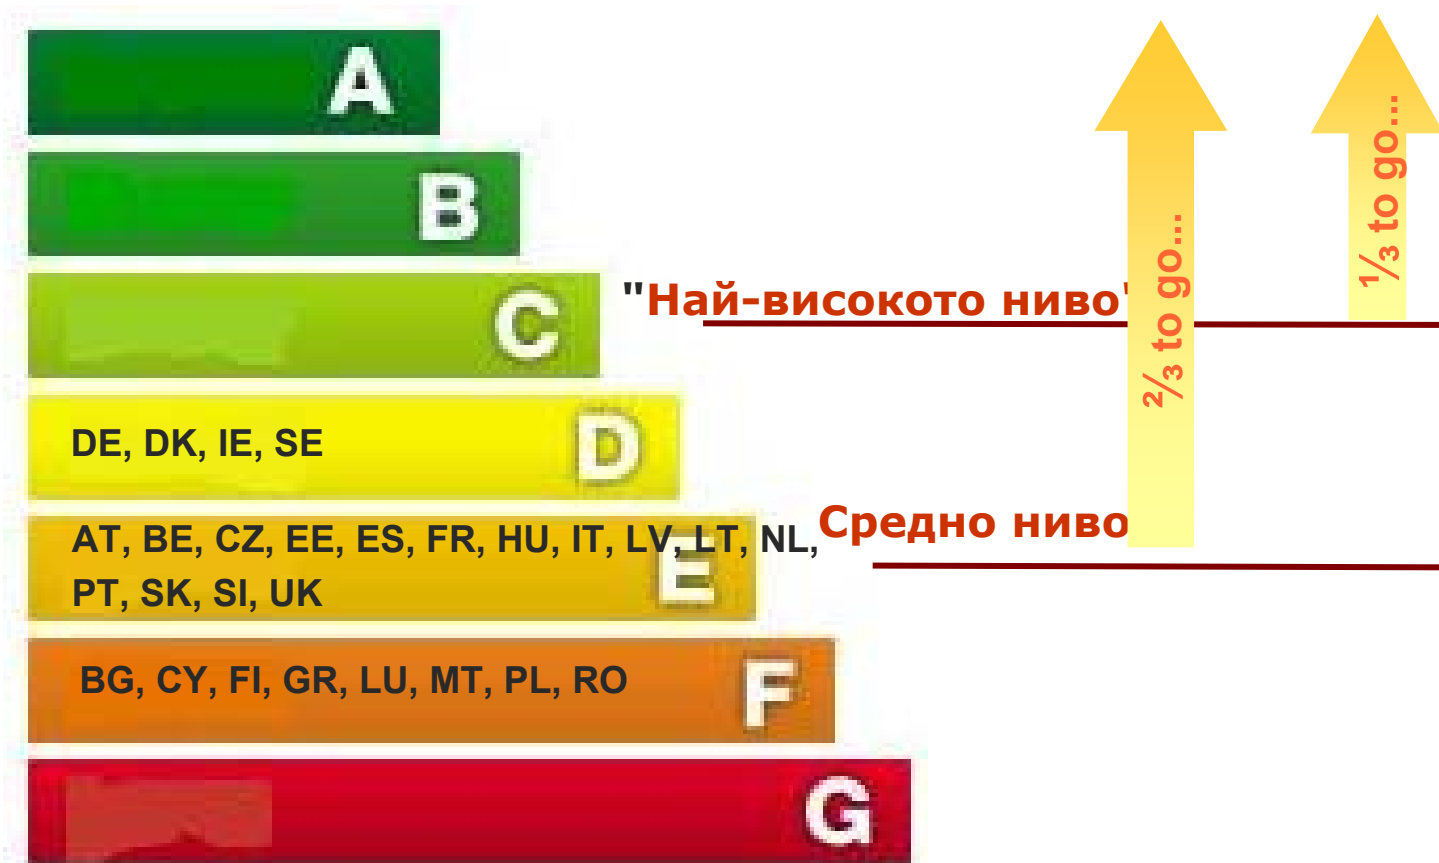 A
B
"Най-високото ниво"
C
DE, DK, IE, SE
D
AT, BE, CZ, EE, ES, FR, HU, IT, LV, LT, NL,
PT, SK, SI, UK
E
Средно ниво
BG, CY, FI, GR, LU, MT, PL, RO
F
G
⅔ to go...
⅓ to go...